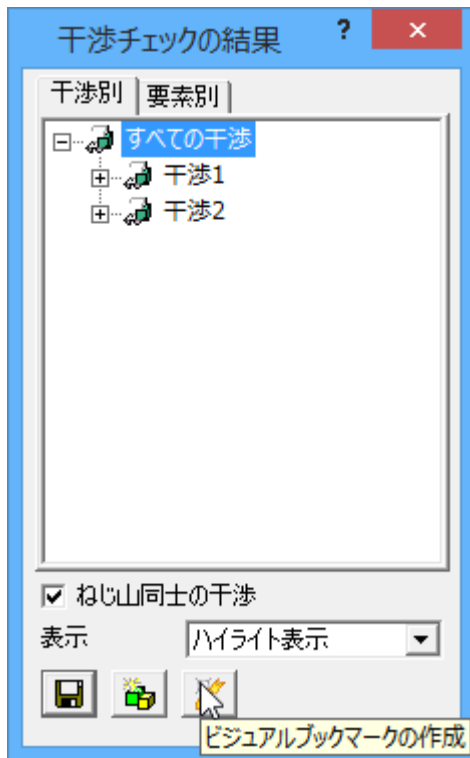 干渉チェックの結果 ? ×
干渉別 要素別
すべての干渉
干渉1
干渉2
ねじ山同士の干渉
表示 ハイライト表示
ビジュアルブックマークの作成